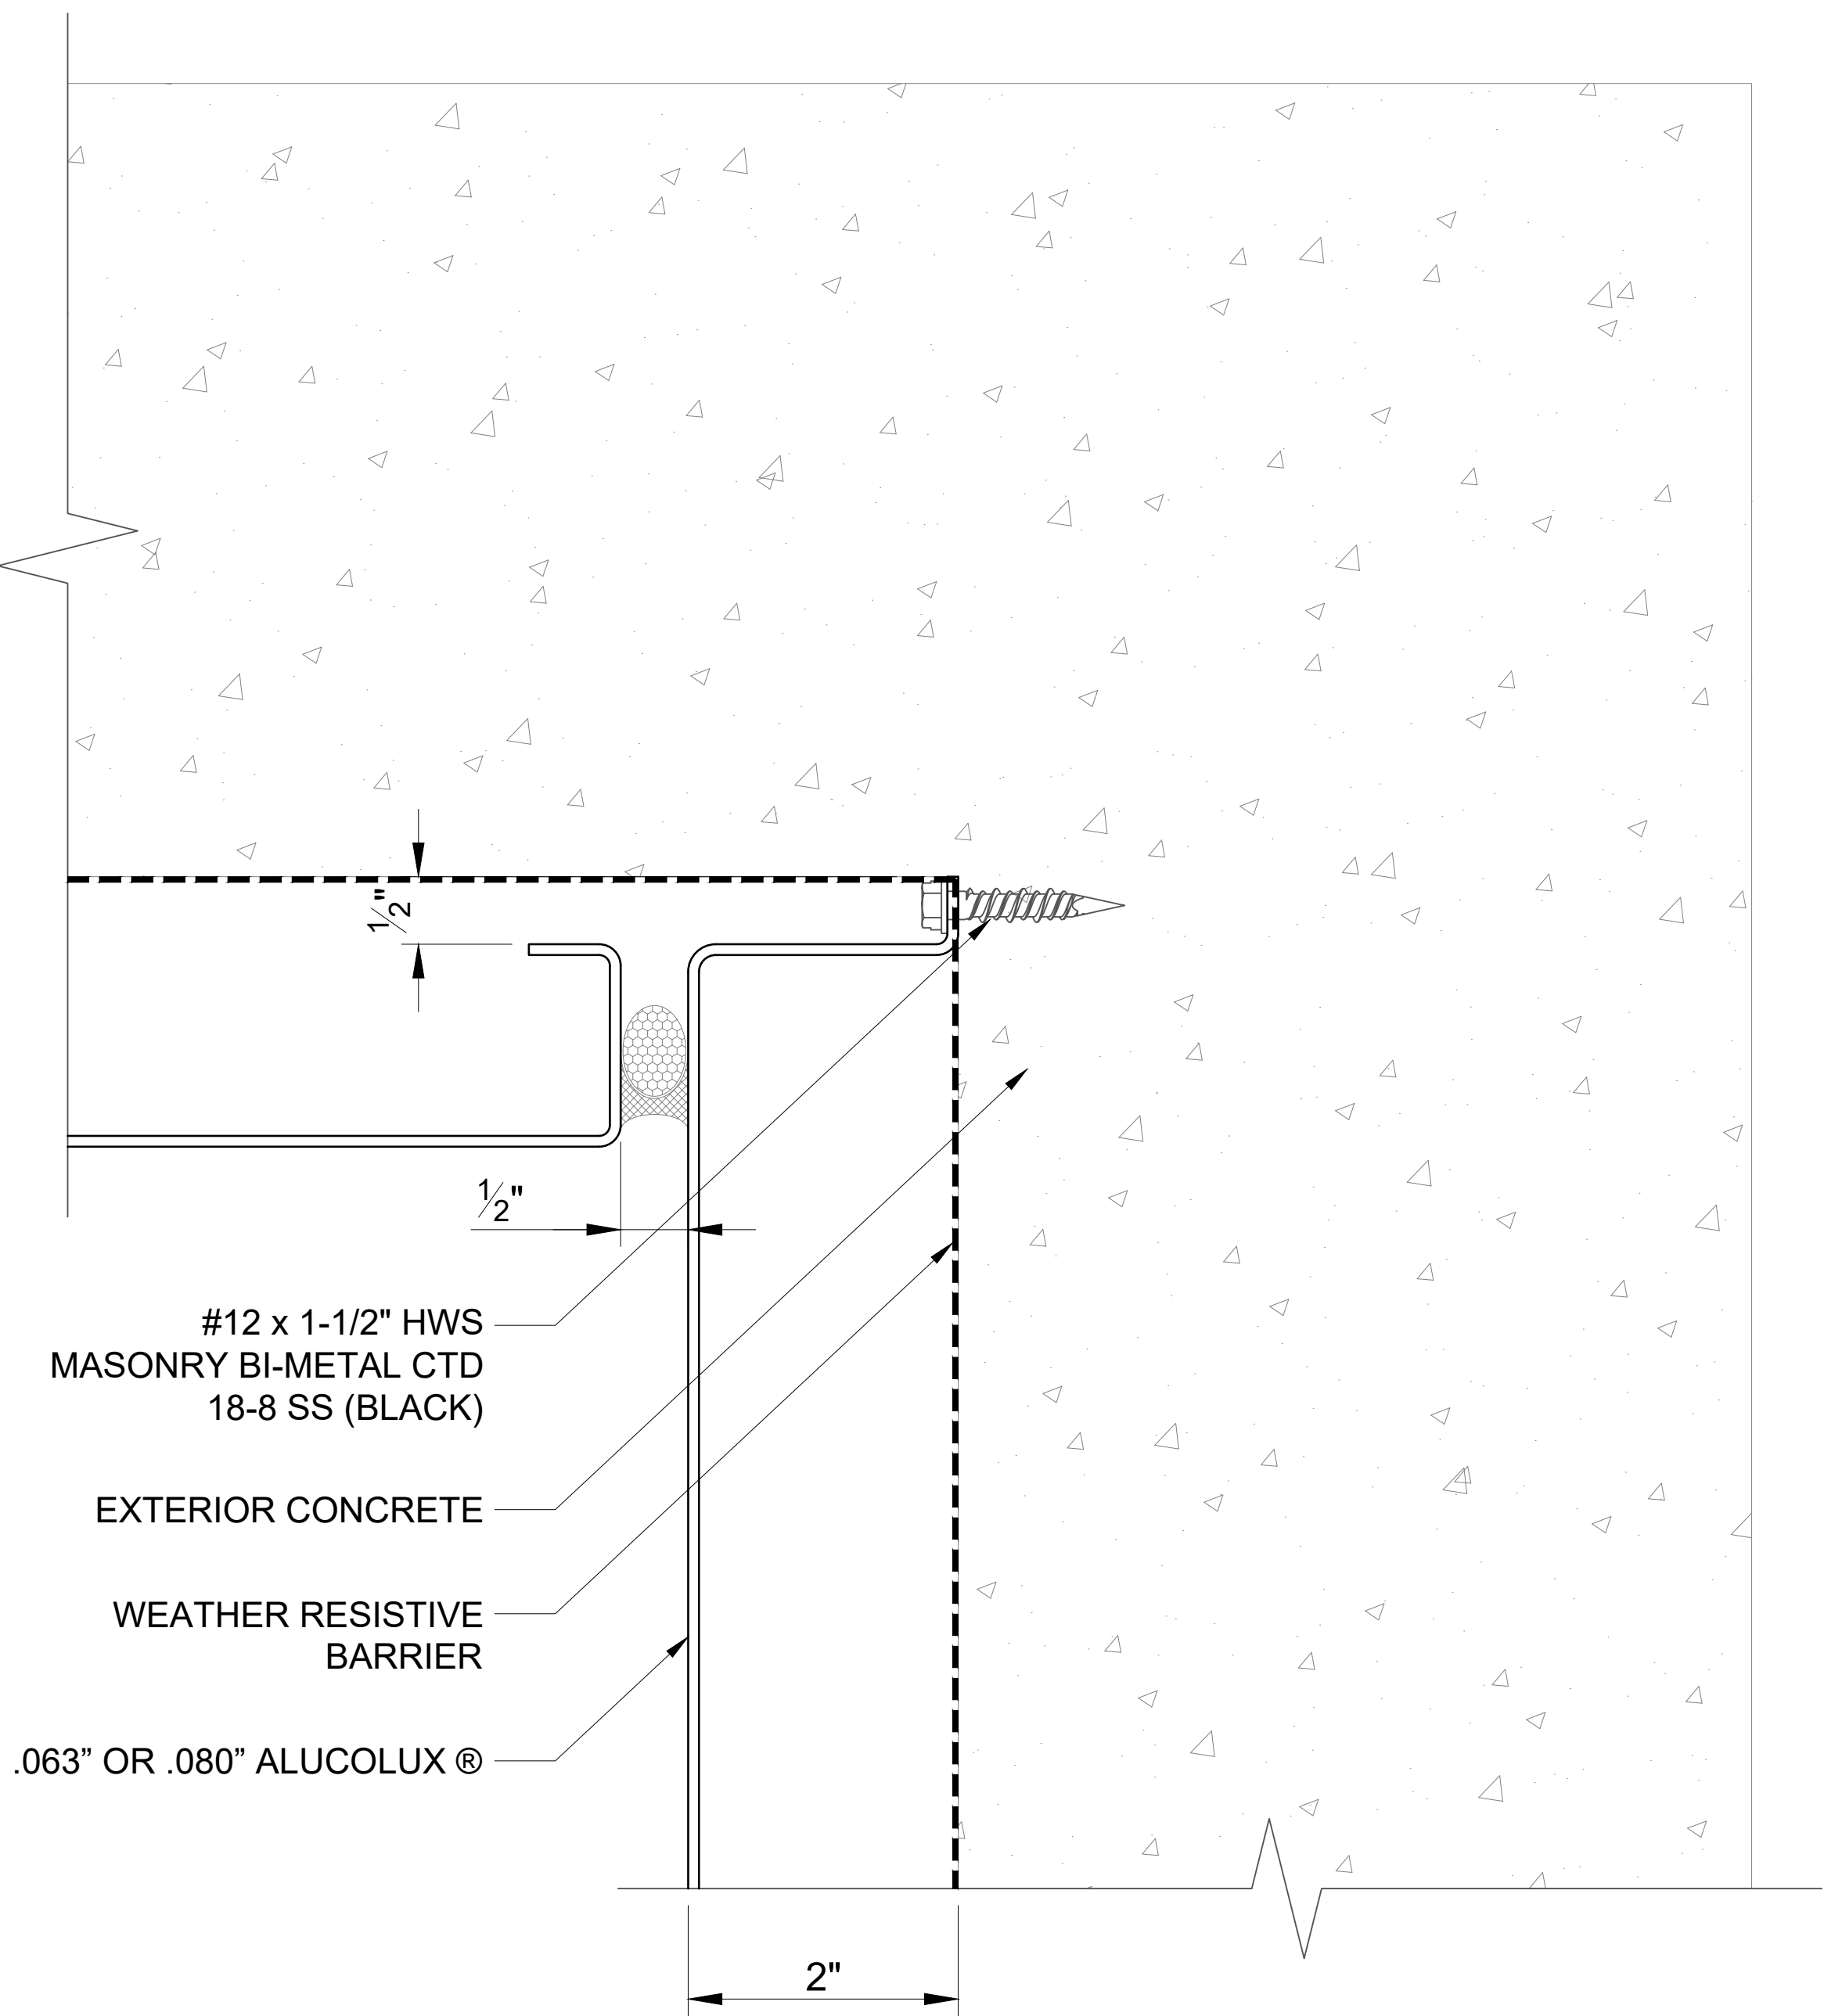 1/2"
1/2"
#12 x 1-1/2" HWS
MASONRY BI-METAL CTD
18-8 SS (BLACK)
EXTERIOR CONCRETE
WEATHER RESISTIVE
BARRIER
.063” OR .080” ALUCOLUX ®
2"